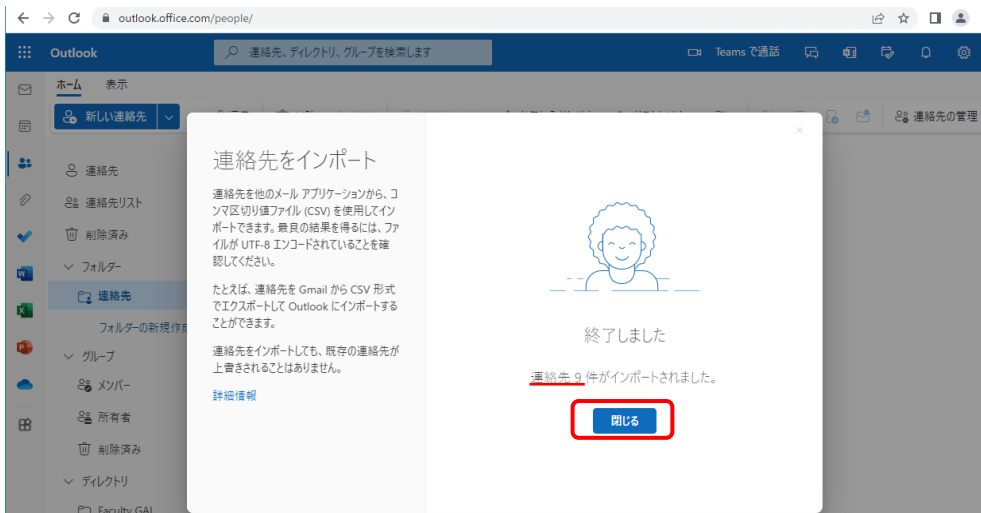 outlook.office.com/people/
Outlook
連絡先、ディレクトリ、グループを検索します
Teams で通話
ホーム 表示
新しい連絡先
連絡先の管理
連絡先
連絡先リスト
削除済み
フォルダー
連絡先
フォルダーの新規作成
グループ
メンバー
所有者
削除済み
ディレクトリ
Faculty GAL
連絡先をインポート
連絡先を他のメール アプリケーションから、コ
ンマ区切り値ファイル (CSV) を使用してイン
ポートできます。最良の結果を得るには、ファ
イルが UTF-8 エンコードされていることを確
認してください。
たとえば、連絡先を Gmail から CSV 形式
でエクスポートして Outlook にインポートする
ことができます。
連絡先をインポートしても、既存の連絡先が
上書きされることはありません。
詳細情報
終了しました
連絡先 9 件がインポートされました。
閉じる